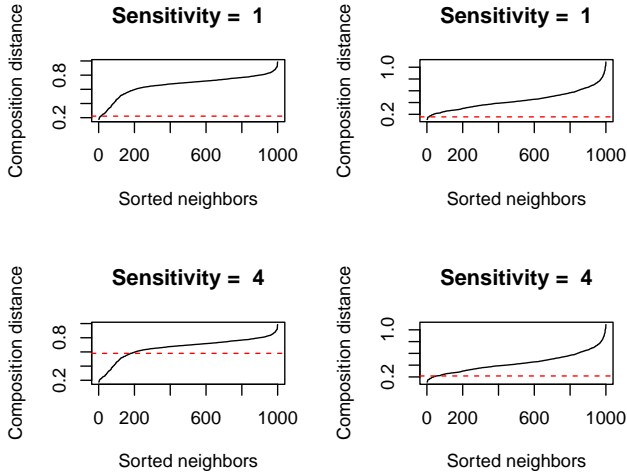 Sensitivity = 1
Composition distance
0.2 0.8
0 200 600 1000
Sorted neighbors
Sensitivity = 1
Composition distance
0.2 1.0
0 200 600 1000
Sorted neighbors
Sensitivity = 4
Composition distance
0.2 0.8
0 200 600 1000
Sorted neighbors
Sensitivity = 4
Composition distance
0.2 1.0
0 200 600 1000
Sorted neighbors